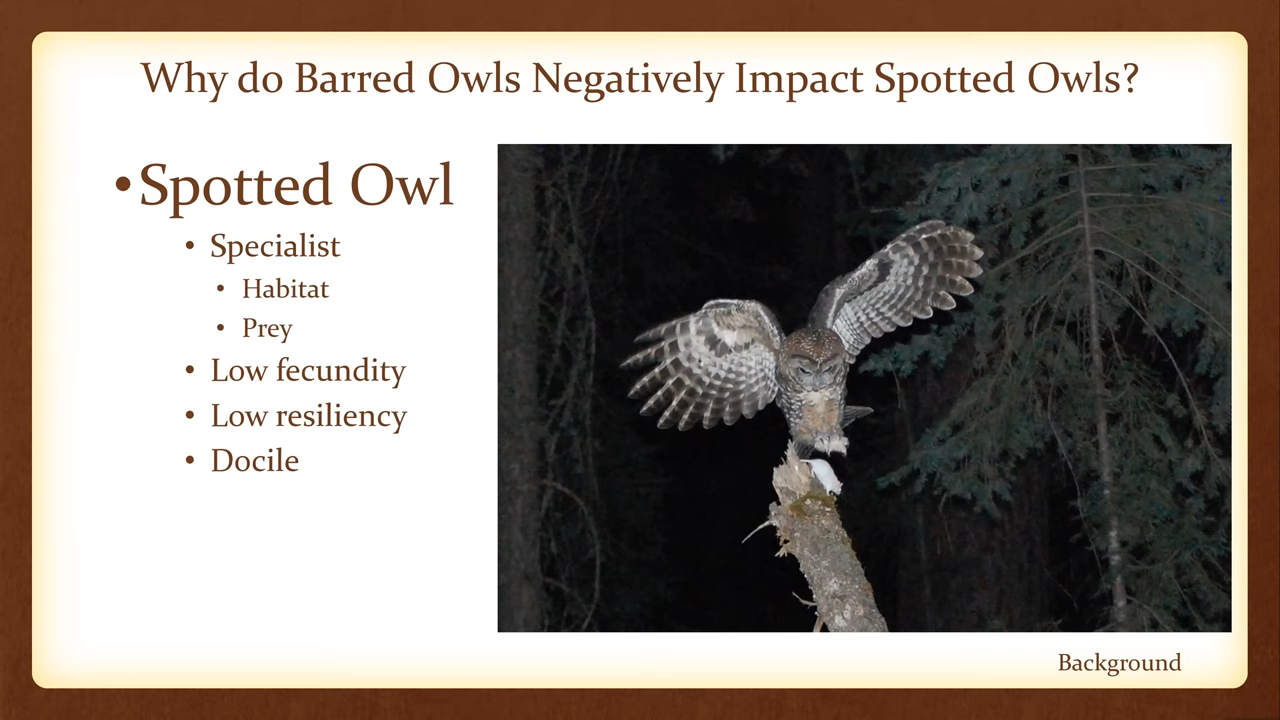 Why do Barred Owls Negatively Impact Spotted Owls?
•Spotted Owl
• Specialist
• Habitat
• Prey
• Low fecundity
• Low resiliency
• Docile
Background